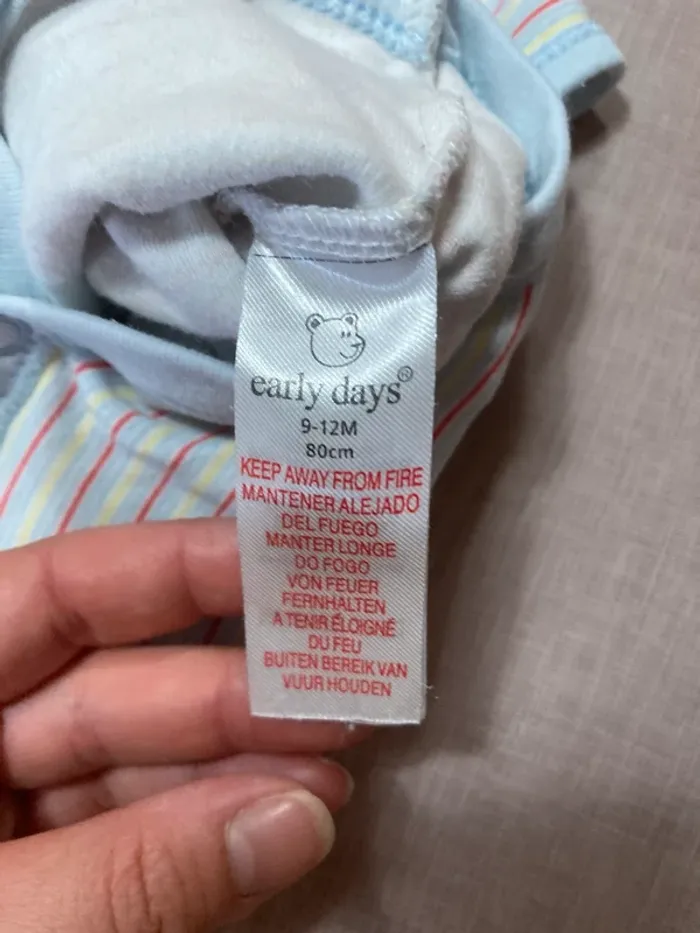 early days®
9-12M
80cm
KEEP AWAY FROM FIRE
MANTENER ALEJADO
DEL FUEGO
MANTER LONGE
DO FOGO
VON FEUER
FERNHALTEN
A TENIR ÉLOIGNÉ
DU FEU
BUITEN BEREIK VAN
VUUR HOUDEN